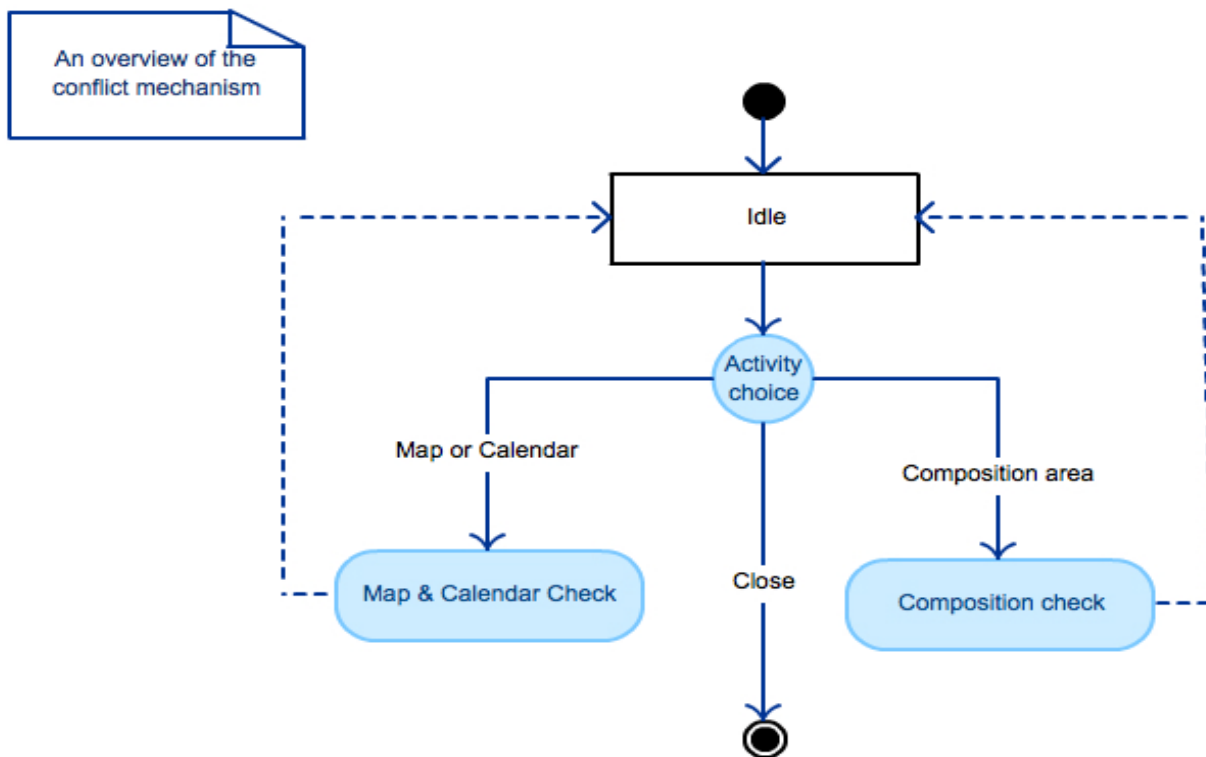 An overview of the
conflict mechanism
Idle
Activity
choice
Map or Calendar
Composition area
Close
Map & Calendar Check
Composition check